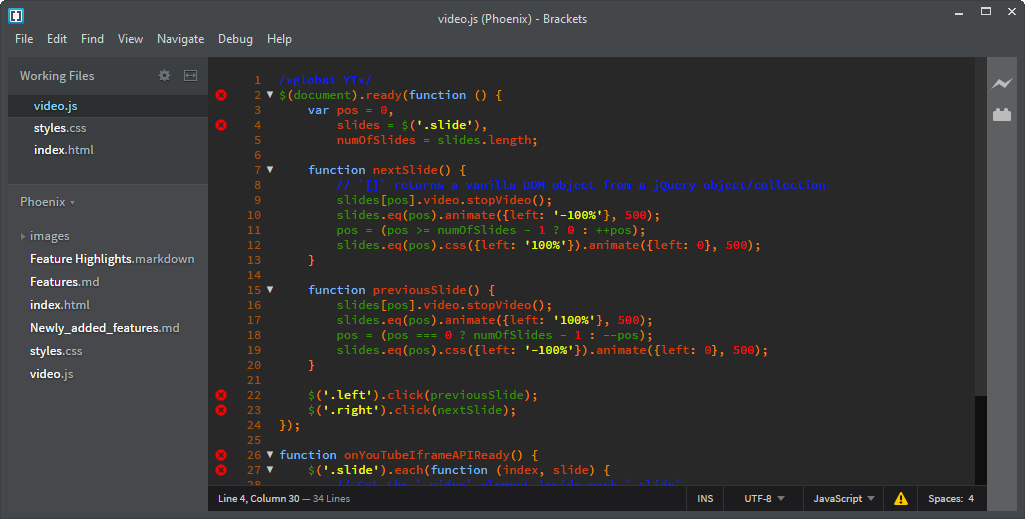 video.js (Phoenix) - Brackets
File Edit Find View Navigate Debug Help
Working Files
video.js
styles.css
index.html
Phoenix
images
Feature Highlights.markdown
Features.md
index.html
Newly_added_features.md
styles.css
video.js
1 /*global YT*/
2 $(document).ready(function () {
3 var pos = 0,
4 slides = $('.slide'),
5 numOfSlides = slides.length;
6
7 function nextSlide() {
8 // `[]` returns a vanilla DOM object from a jQuery object/collection
9 slides[pos].video.stopVideo();
10 slides.eq(pos).animate({left: '-100%'}, 500);
11 pos = (pos >= numOfSlides - 1 ? 0 : ++pos);
12 slides.eq(pos).css({left: '100%'}).animate({left: 0}, 500);
13 }
14
15 function previousSlide() {
16 slides[pos].video.stopVideo();
17 slides.eq(pos).animate({left: '100%'}, 500);
18 pos = (pos === 0 ? numOfSlides - 1 : --pos);
19 slides.eq(pos).css({left: '-100%'}).animate({left: 0}, 500);
20 }
21
22 $('.left').click(previousSlide);
23 $('.right').click(nextSlide);
24 });
25
26 function onYouTubeIframeAPIReady() {
27 $('.slide').each(function (index, slide) {
28
Line 4, Column 30 — 34 Lines INS UTF-8 JavaScript Spaces: 4